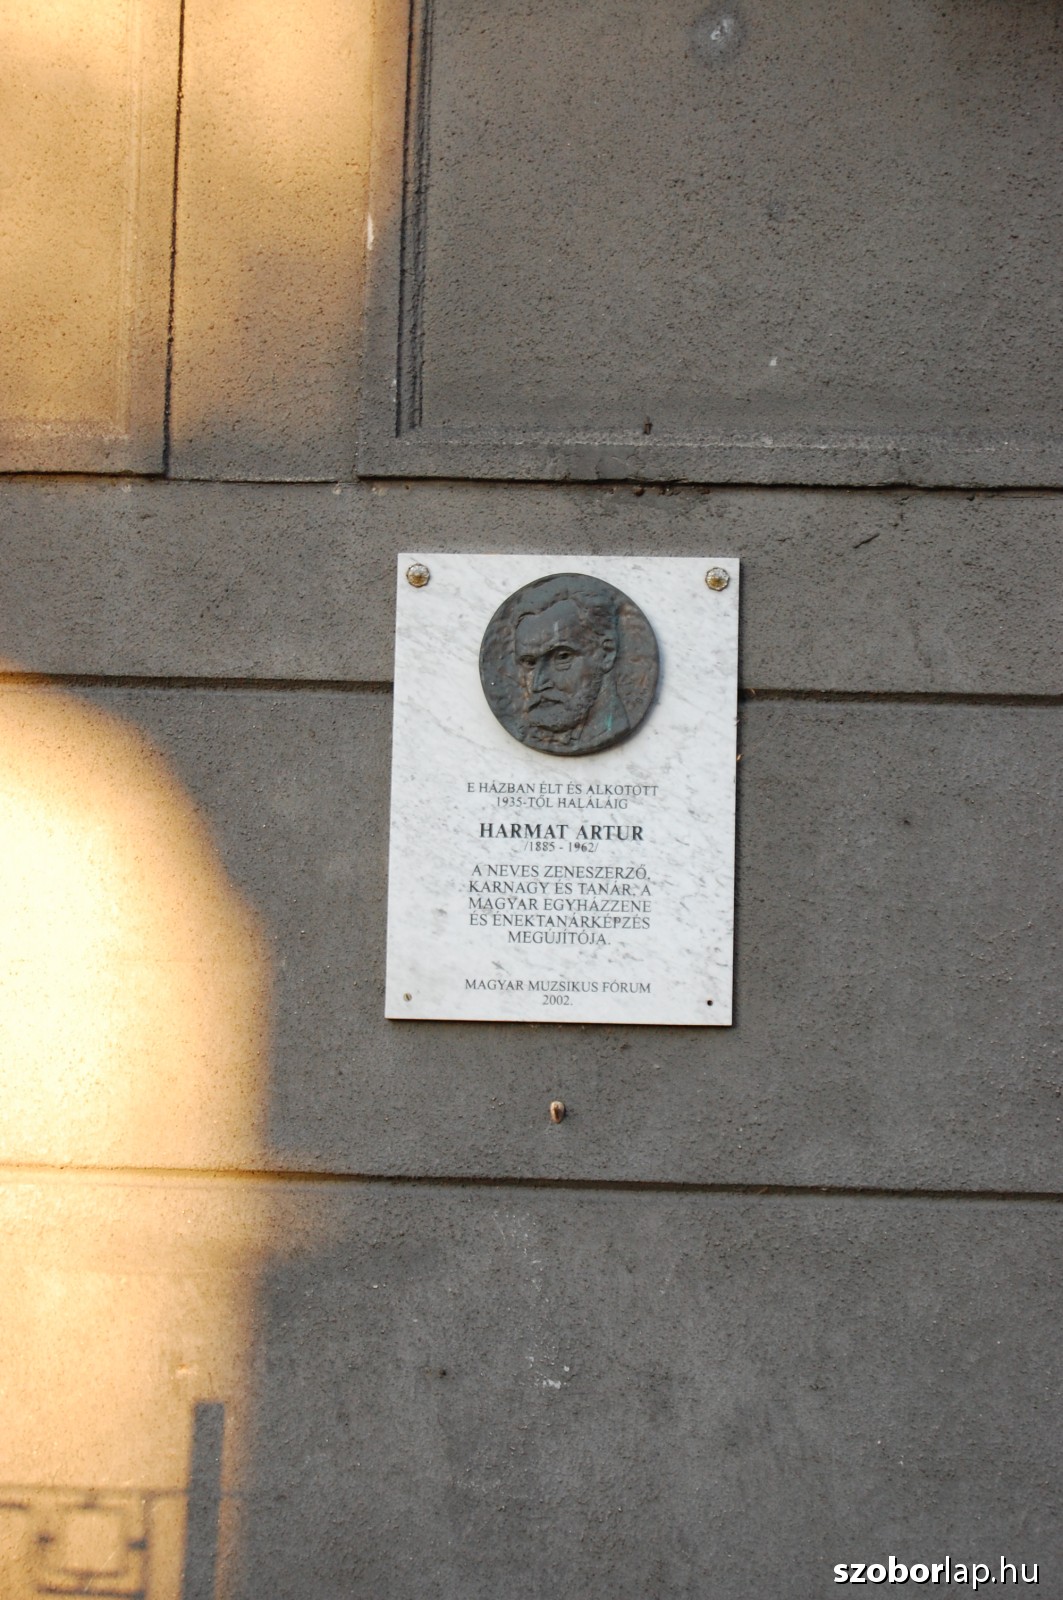 E HÁZBAN ÉLT ÉS ALKOTOTT
1935-TŐL HALÁLÁIG
HARMAT ARTUR
/1885 - 1962/
A NEVES ZENESZERZŐ,
KARNAGY ÉS TANÁR, A
MAGYAR EGYHÁZZENE
ÉS ÉNEKTANÁRKÉPZÉS
MEGÚJÍTÓJA.
MAGYAR MUZSIKUS FÓRUM
2002.
szoborlap.hu